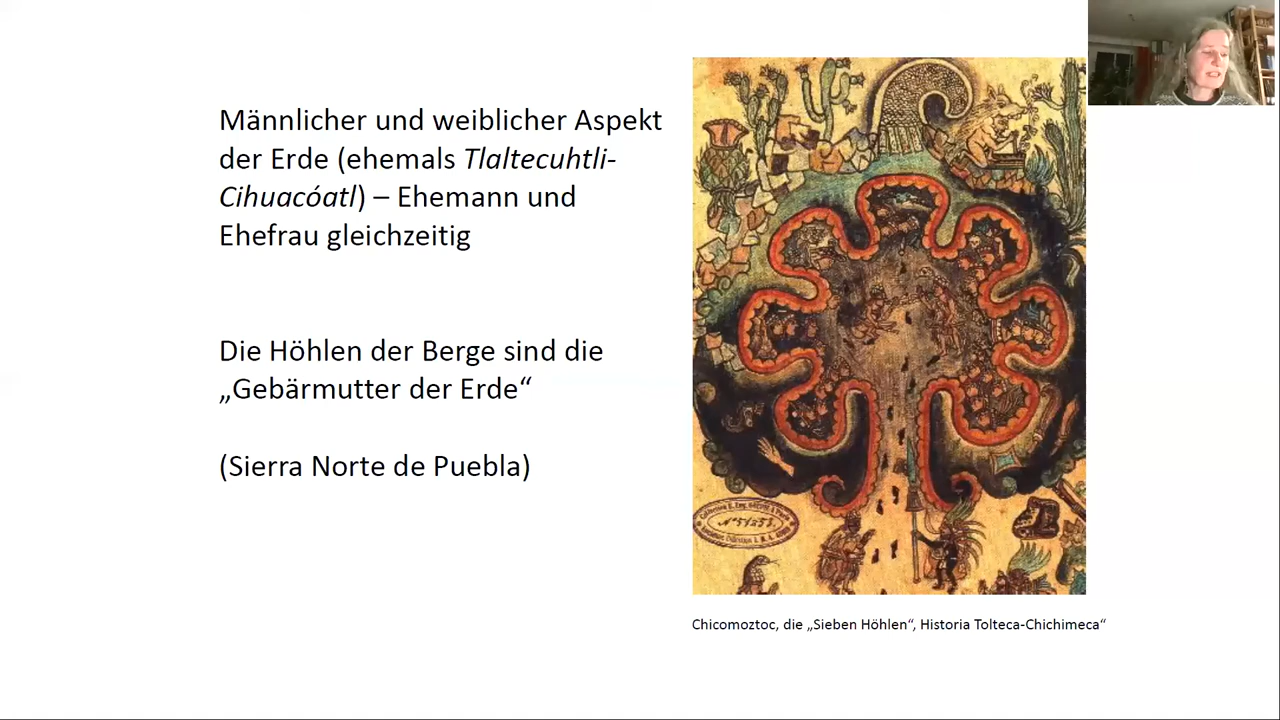 Männlicher und weiblicher Aspekt
der Erde (ehemals Tlaltecuhtli-
Cihuacóatl) – Ehemann und
Ehefrau gleichzeitig
Die Höhlen der Berge sind die
„Gebärmutter der Erde“
(Sierra Norte de Puebla)
Chicomoztoc, die „Sieben Höhlen“, Historia Tolteca-Chichimeca“